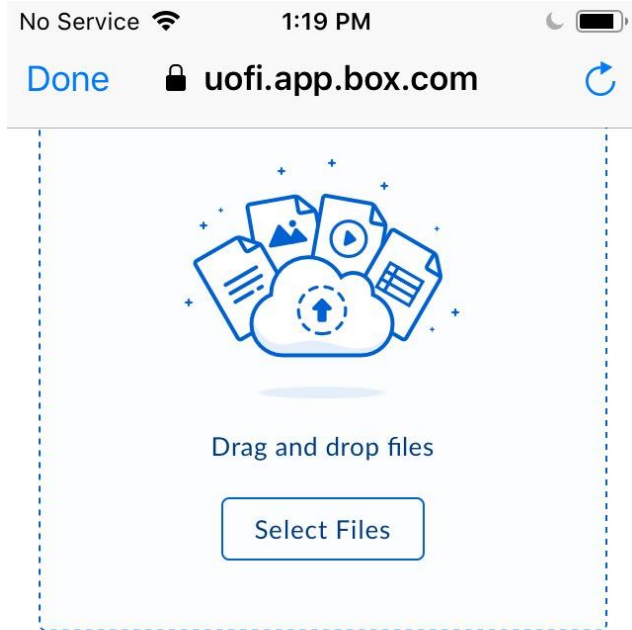 No Service 1:19 PM
Done uofi.app.box.com
Drag and drop files
Select Files